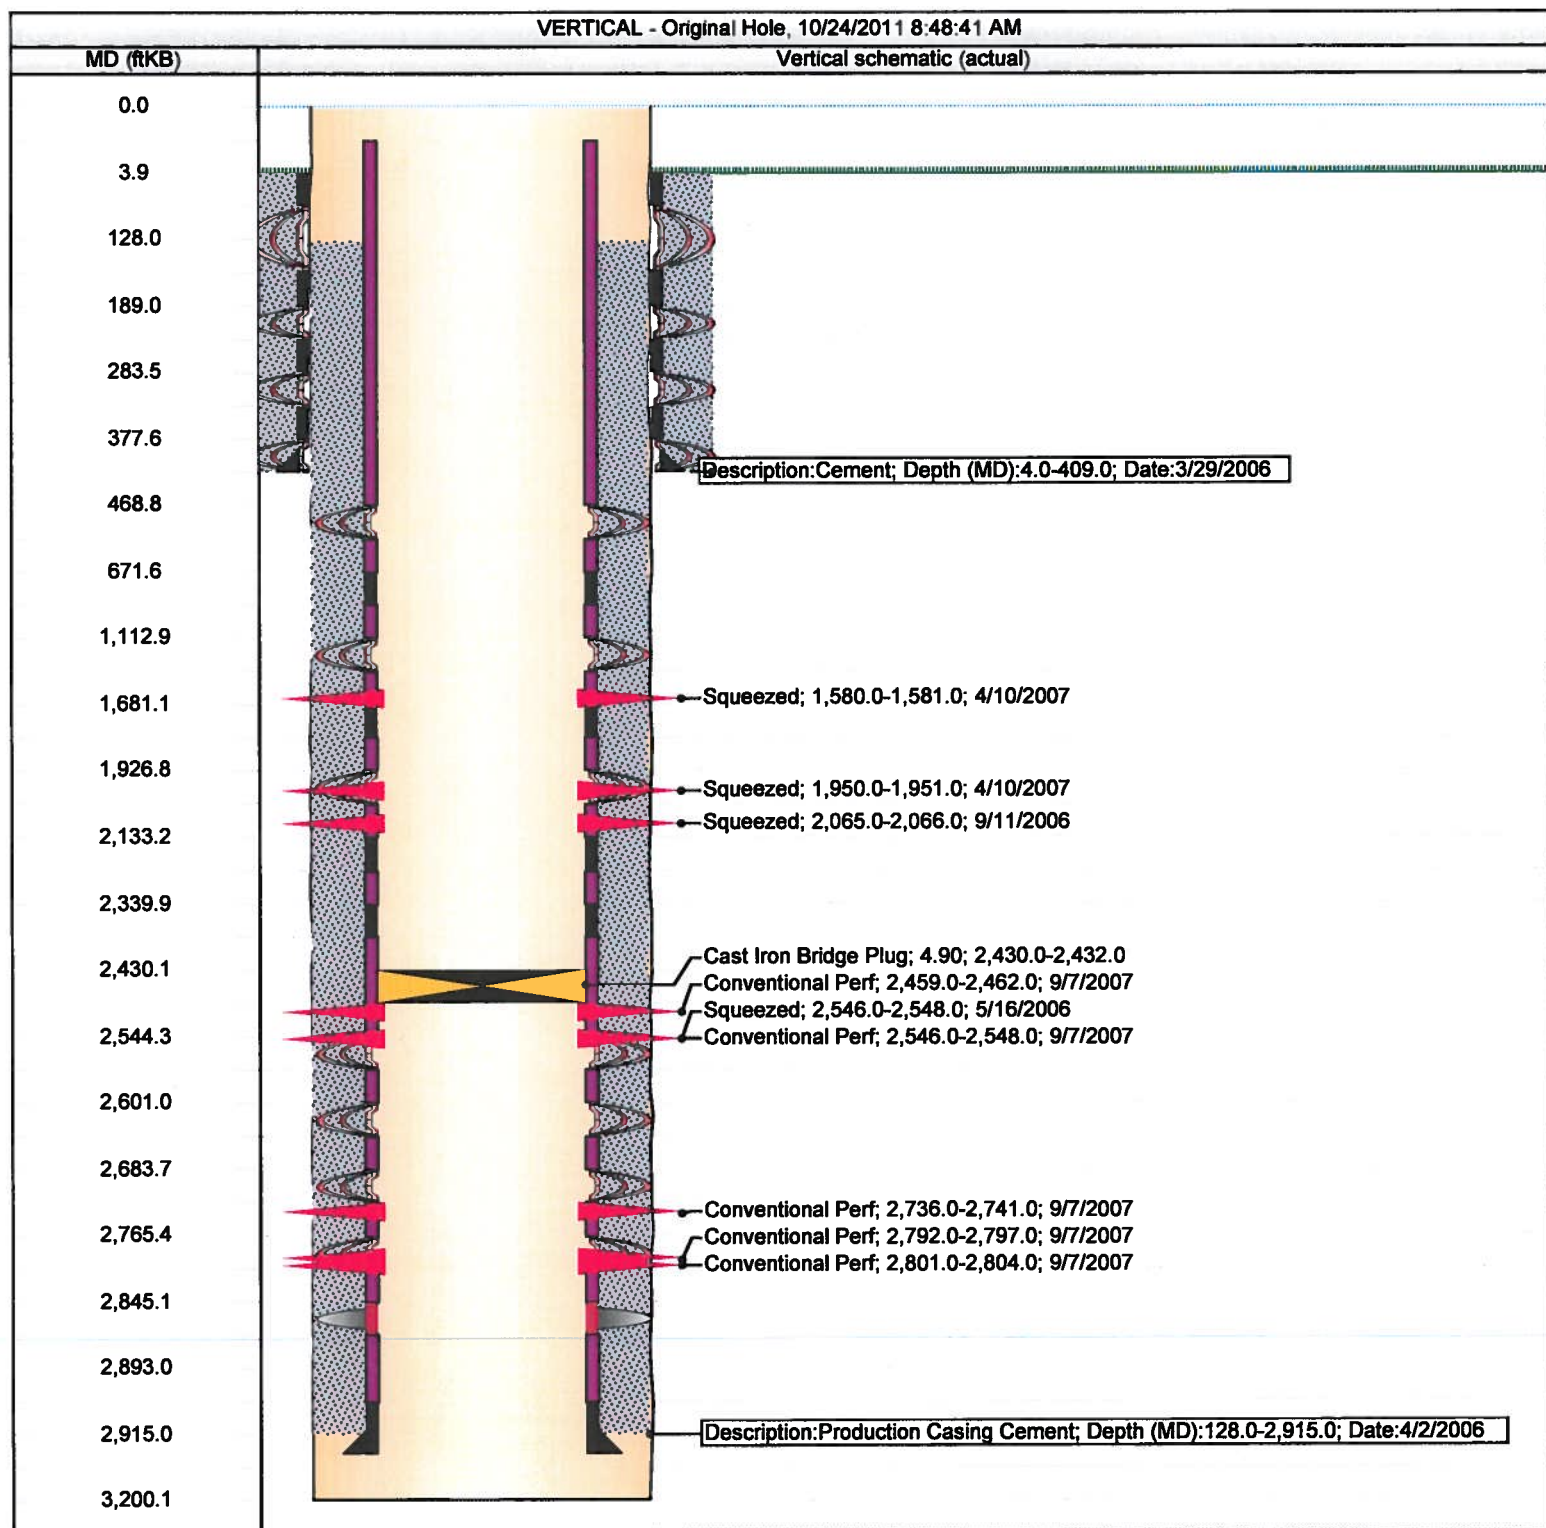 VERTICAL - Original Hole, 10/24/2011 8:48:41 AM
MD (ftKB)
Vertical schematic (actual)
0.0
3.9
128.0
189.0
283.5
377.6
Description:Cement; Depth (MD):4.0-409.0; Date:3/29/2006
468.8
671.6
1,112.9
Squeezed; 1,580.0-1,581.0; 4/10/2007
1,681.1
1,926.8
Squeezed; 1,950.0-1,951.0; 4/10/2007
Squeezed; 2,065.0-2,066.0; 9/11/2006
2,133.2
2,339.9
Cast Iron Bridge Plug; 4.90; 2,430.0-2,432.0
2,430.1
Conventional Perf; 2,459.0-2,462.0; 9/7/2007
Squeezed; 2,546.0-2,548.0; 5/16/2006
2,544.3
Conventional Perf; 2,546.0-2,548.0; 9/7/2007
2,601.0
2,683.7
Conventional Perf; 2,736.0-2,741.0; 9/7/2007
2,765.4
Conventional Perf; 2,792.0-2,797.0; 9/7/2007
Conventional Perf; 2,801.0-2,804.0; 9/7/2007
2,845.1
2,893.0
2,915.0
Description:Production Casing Cement; Depth (MD):128.0-2,915.0; Date:4/2/2006
3,200.1